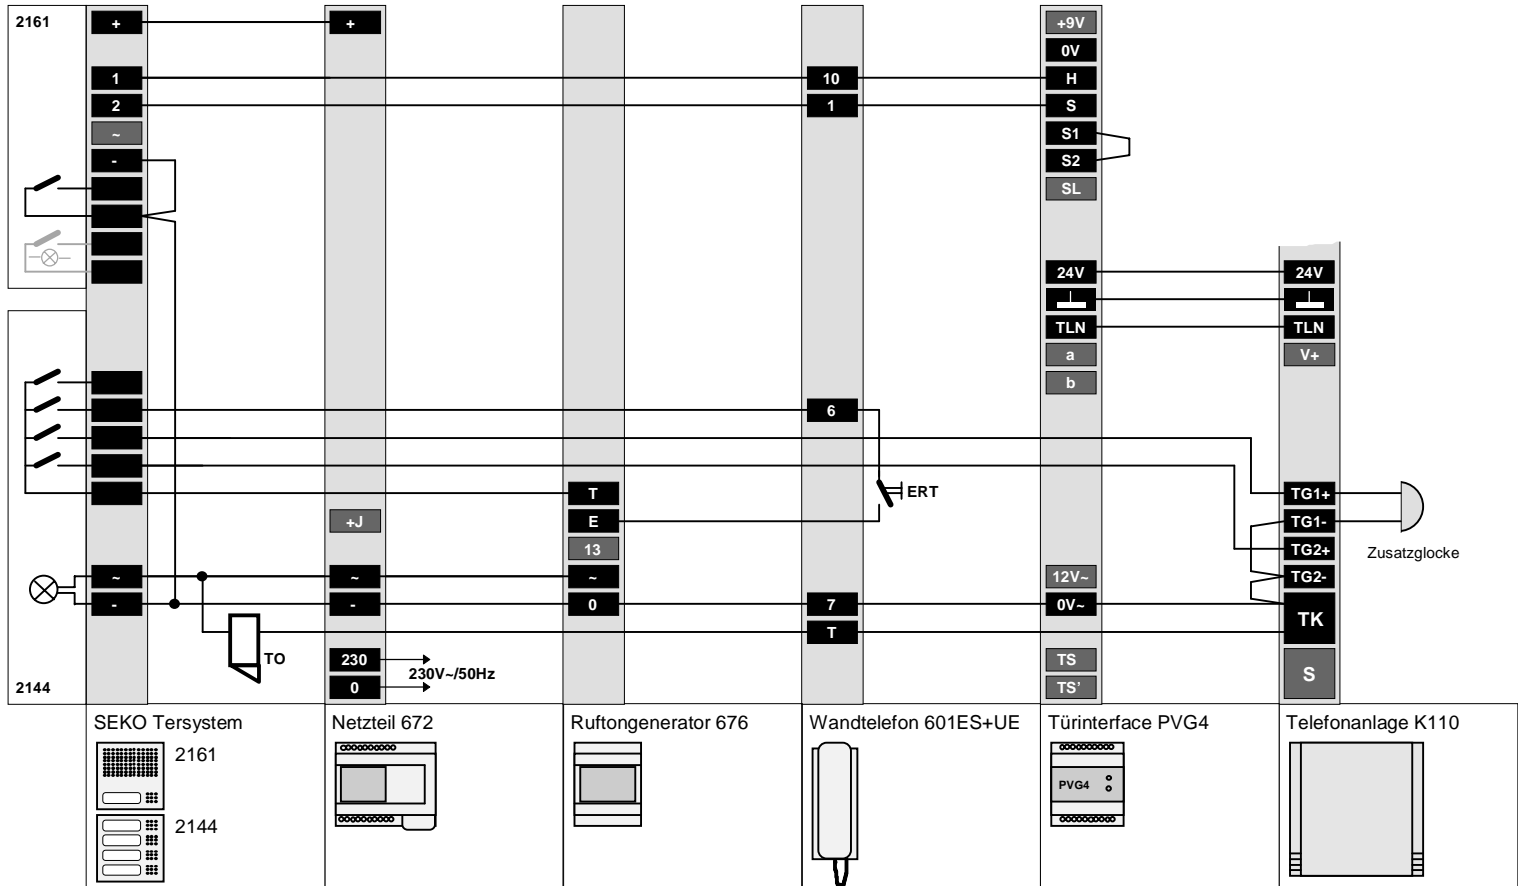 2161 + + +9V
0V
1 10 H
2 1 S
~ S1
- S2
SL
24V 24V
TLN TLN
a V+
b
6
T ERT TG1+
+J E TG1-
13 TG2+ Zusatzglocke
~ ~ ~ 12V~ TG2-
- - 0 7 0V~ TK
T
TO 230 230V~/50Hz TS S
2144 0 TS’
SEKO Tersystem Netzteil 672 Ruftongenerator 676 Wandtelefon 601ES+UE Türinterface PVG4 Telefonanlage K110
2161
PVG4
2144